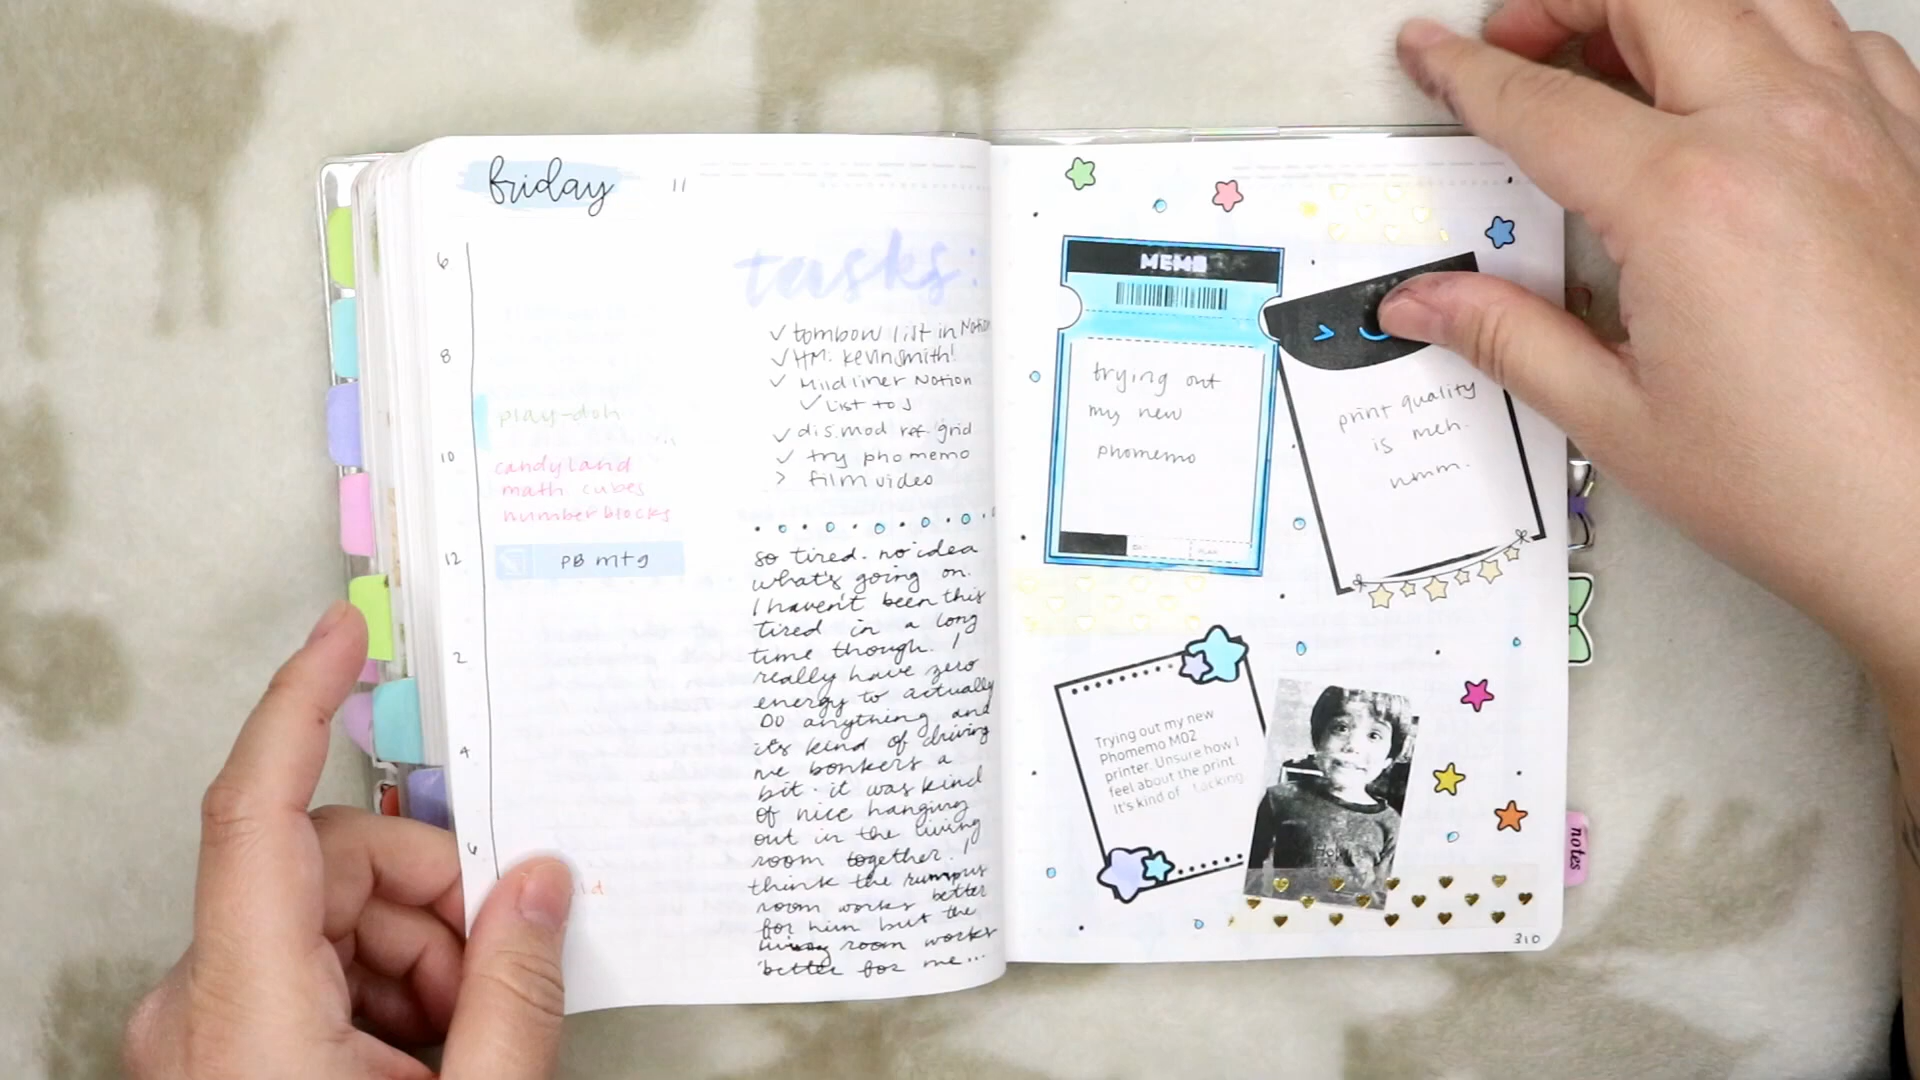 friday
11
6
8
10
12
2
4
6
play-doh
candyland
math cubes
number blocks
PB mtg
ld
tasks:
✓ tombow list in Notion
✓ HM: Kevin Smith!
✓ Mildliner Notion
✓ List to J
✓ dis.mod ref grid
✓ try phomemo
> film video
so tired. no idea
what's going on.
I haven't been this
tired in a long
time though. I
really have zero
energy to actually
DO anything and
it's kind of driving
me bonkers a
bit. it was kind
of nice hanging
out in the living
room together. I
think the rumpus
room works better
for him but the
living room works
better for me...
MEMO
trying out
my new
phomemo
PLAN
print quality
is meh.
Trying out my new
Phomemo M02
printer. Unsure how I
feel about the print.
It's kind of lacking
notes
310